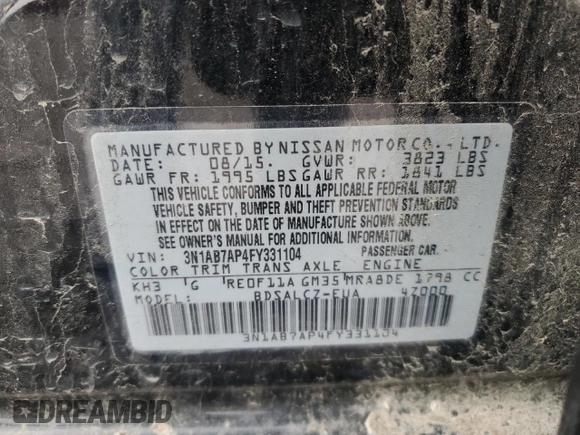 MANUFACTURED BY NISSAN MOTOR CO., LTD.
DATE: 08/15. GVWR: 3823 LBS
GAWR FR: 1995 LBS GAWR RR: 1841 LBS
THIS VEHICLE CONFORMS TO ALL APPLICABLE FEDERAL MOTOR
VEHICLE SAFETY, BUMPER AND THEFT PREVENTION STANDARDS
IN EFFECT ON THE DATE OF MANUFACTURE SHOWN ABOVE.
SEE OWNER'S MANUAL FOR ADDITIONAL INFORMATION.
VIN: 3N1AB7AP4FY331104 PASSENGER CAR.
COLOR TRIM TRANS AXLE ENGINE
KH3 G RE0F11A GM35 MRA8DE 1798 CC
BDSALCZ-EUA 47000
3N1AB7AP4FY331104
DREAMBID